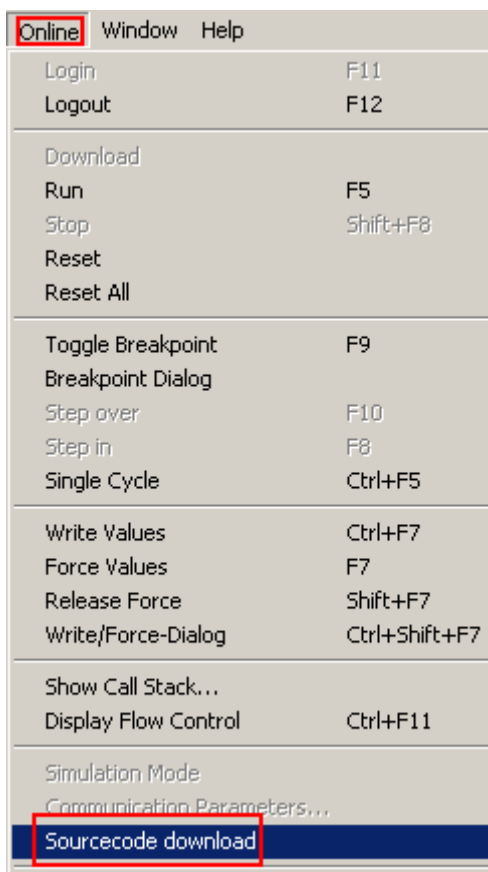 Online Window Help
Login F11
Logout F12
Download
Run F5
Stop Shift+F8
Reset
Reset All
Toggle Breakpoint F9
Breakpoint Dialog
Step over F10
Step in F8
Single Cycle Ctrl+F5
Write Values Ctrl+F7
Force Values F7
Release Force Shift+F7
Write/Force-Dialog Ctrl+Shift+F7
Show Call Stack...
Display Flow Control Ctrl+F11
Simulation Mode
Communication Parameters...
Sourcecode download